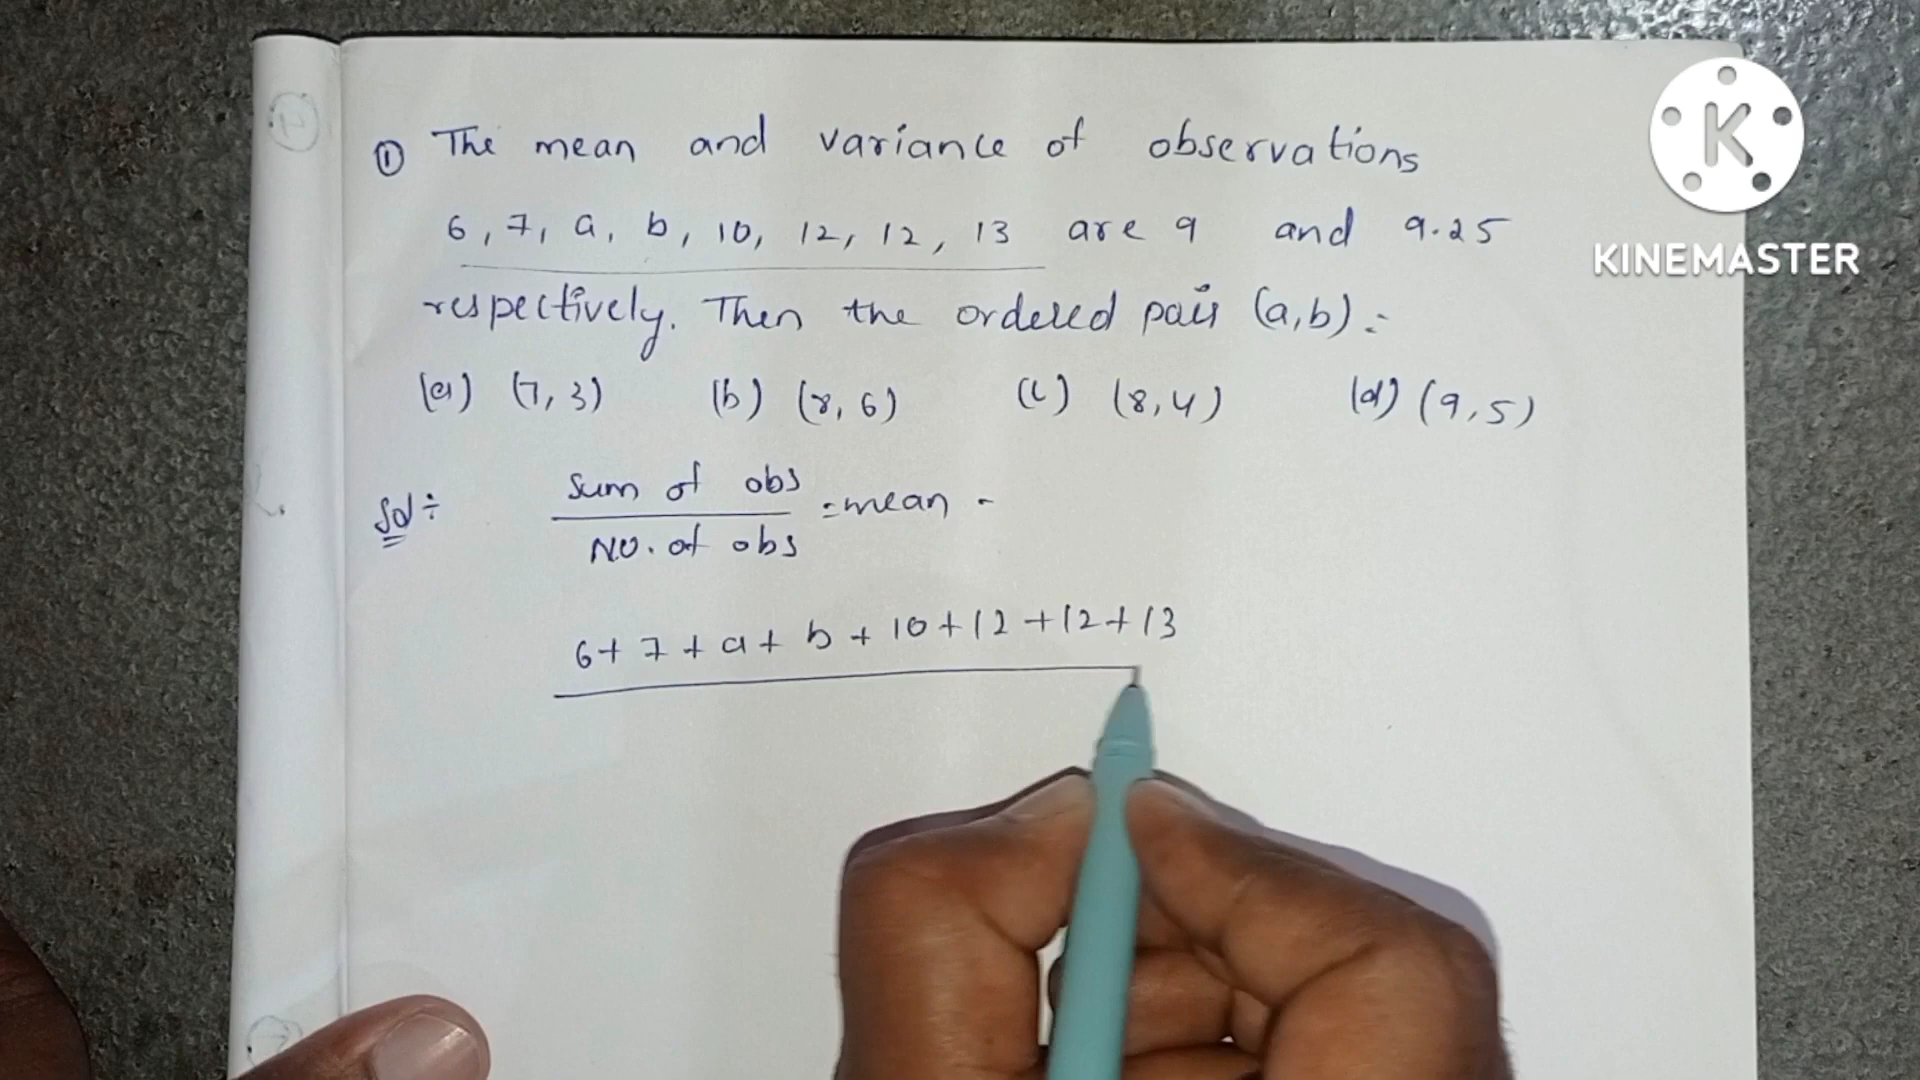 ① The mean and variance of observations
6, 7, a, b, 10, 12, 12, 13 are 9 and 9.25
respectively. Then the ordered pair (a,b) :-
(a) (7, 3) (b) (8, 6) (c) (8, 4) (d) (9, 5)
Sol ÷ Sum of obs
No. of obs = mean -
6+ 7 + a + b + 10 + 12 + 12 + 13
K
KINEMASTER